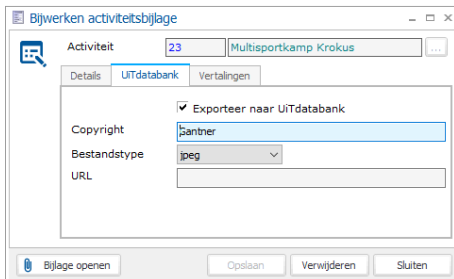 Bijwerken activiteitsbijlage
Activiteit 23 Multisportkamp Krokus ...
Details UiTdatabank Vertalingen
Exporteer naar UiTdatabank
Copyright Gantner
Bestandstype jpeg
URL
Bijlage openen Opslaan Verwijderen Sluiten